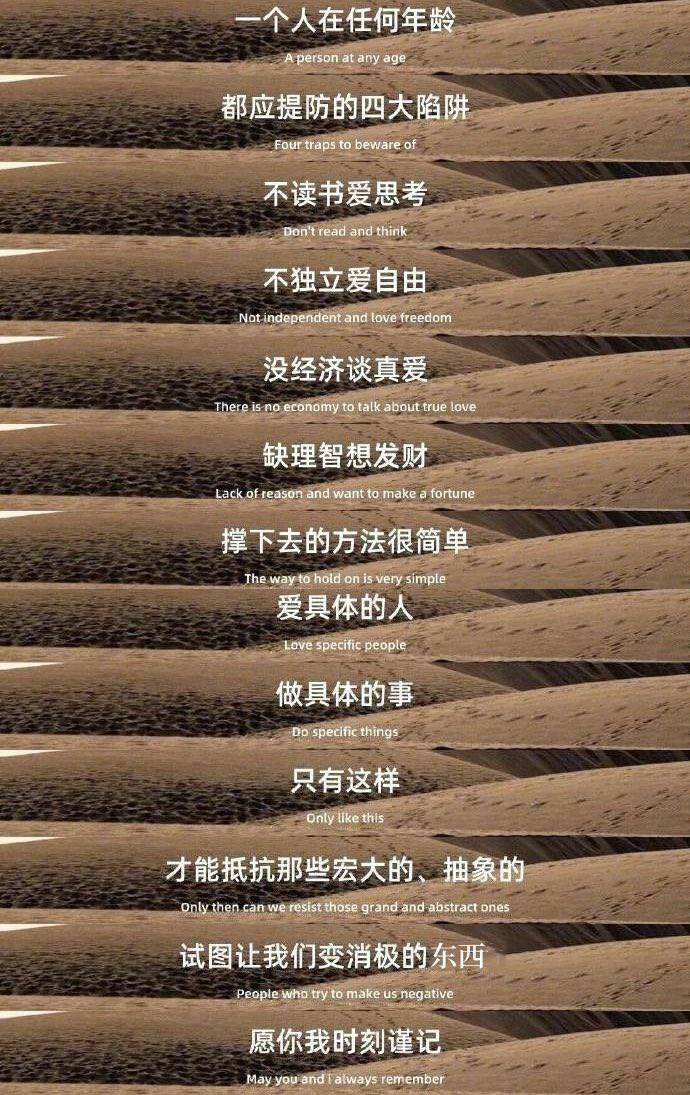 一个人在任何年龄
A person at any age
都应提防的四大陷阱
Four traps to beware of
不读书爱思考
Don't read and think
不独立爱自由
Not independent and love freedom
没经济谈真爱
There is no economy to talk about true love
缺理智想发财
Lack of reason and want to make a fortune
撑下去的方法很简单
The way to hold on is very simple
爱具体的人
Love specific people
做具体的事
Do specific things
只有这样
Only like this
才能抵抗那些宏大的、抽象的
Only then can we resist those grand and abstract ones
试图让我们变消极的东西
People who try to make us negative
愿你我时刻谨记
May you and i always remember